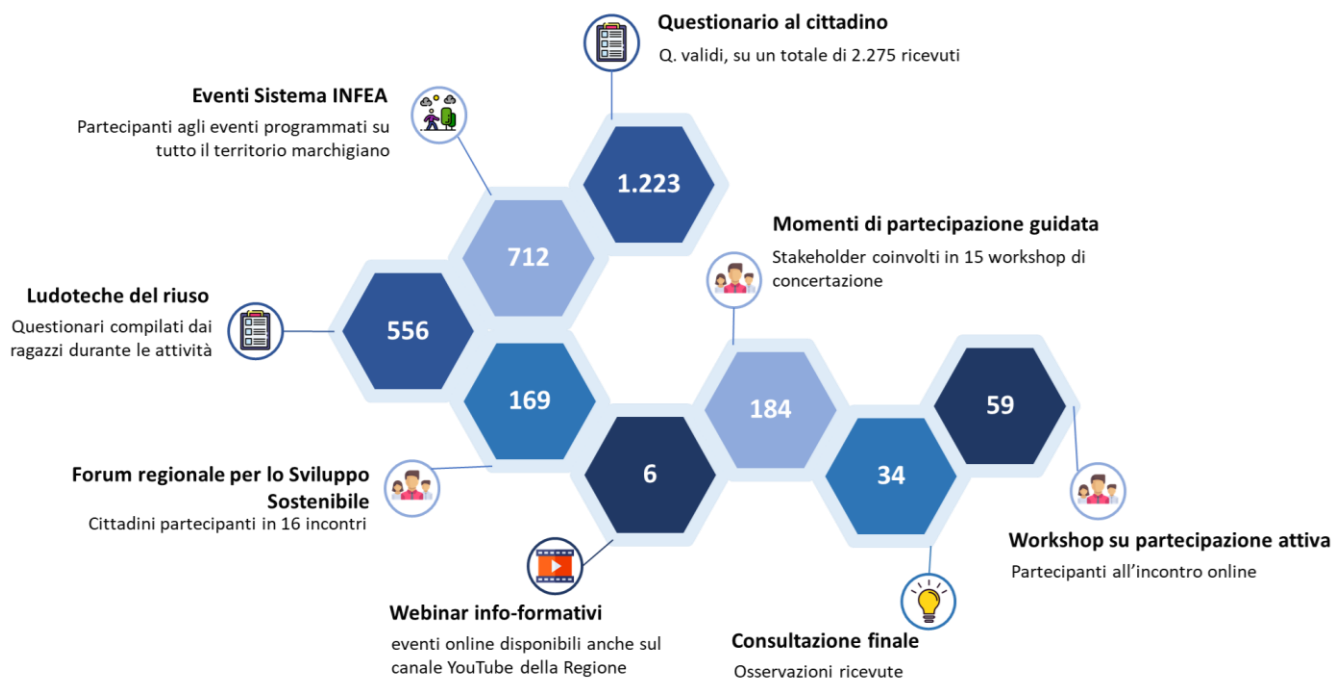 Questionario al cittadino
Q. validi, su un totale di 2.275 ricevuti
1.223
Eventi Sistema INFEA
Partecipanti agli eventi programmati su
tutto il territorio marchigiano
712
Ludoteche del riuso
Questionari compilati dai
ragazzi durante le attività
556
Momenti di partecipazione guidata
Stakeholder coinvolti in 15 workshop di
concertazione
184
Forum regionale per lo Sviluppo
Sostenibile
Cittadini partecipanti in 16 incontri
169
Webinar info-formativi
eventi online disponibili anche sul
canale YouTube della Regione
6
Consultazione finale
Osservazioni ricevute
34
Workshop su partecipazione attiva
Partecipanti all’incontro online
59